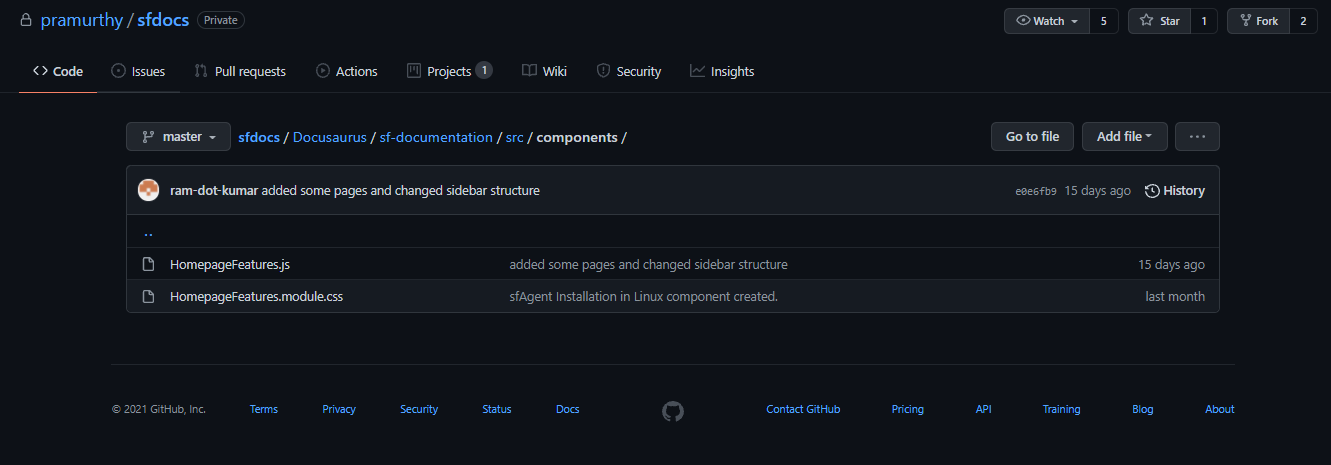 pramurthy / sfdocs Private Watch 5 Star 1 Fork 2
Code Issues Pull requests Actions Projects 1 Wiki Security Insights
master sfdocs / Docusaurus / sf-documentation / src / components / Go to file Add file ...
ram-dot-kumar added some pages and changed sidebar structure e0e6fb9 15 days ago History
..
HomepageFeatures.js added some pages and changed sidebar structure 15 days ago
HomepageFeatures.module.css sfAgent Installation in Linux component created. last month
© 2021 GitHub, Inc. Terms Privacy Security Status Docs Contact GitHub Pricing API Training Blog About